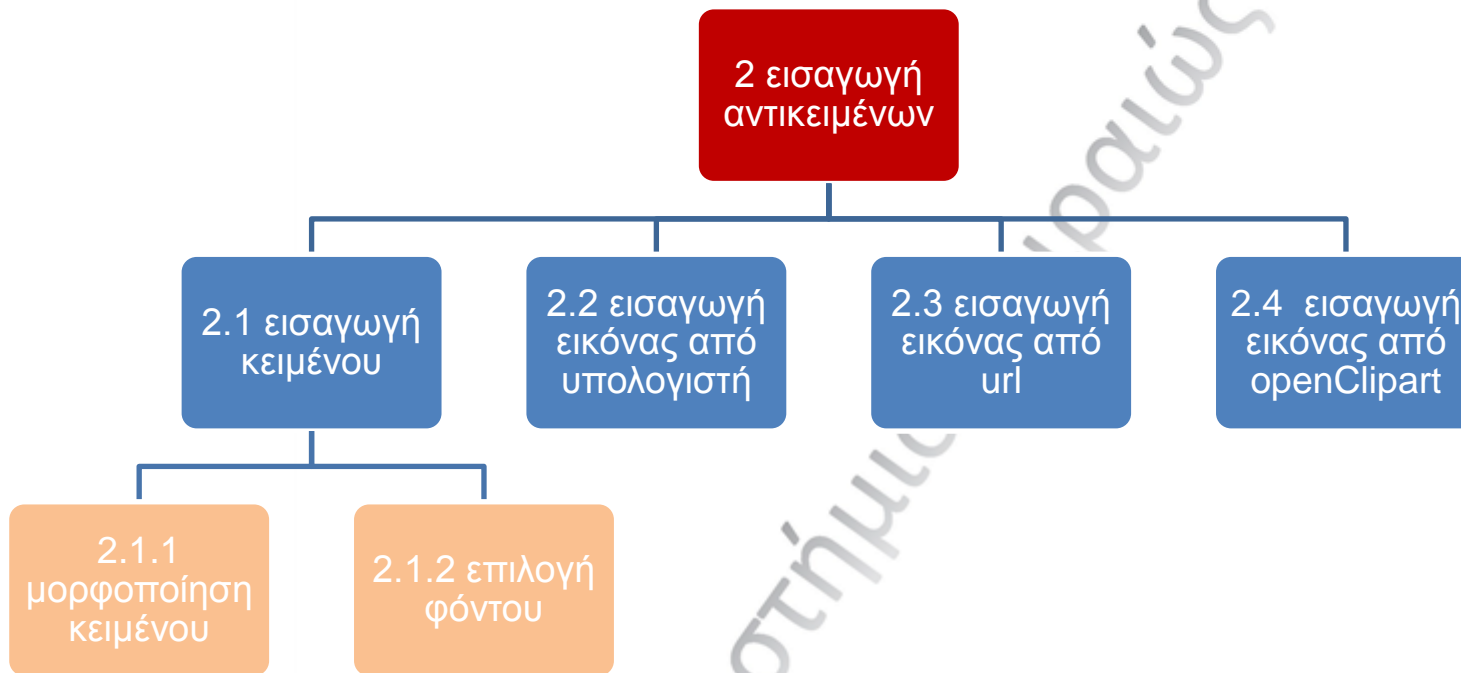 2 εισαγωγή
αντικειμένων
2.1 εισαγωγή
κειμένου
2.2 εισαγωγή
εικόνας από
υπολογιστή
2.3 εισαγωγή
εικόνας από
url
2.4 εισαγωγή
εικόνας από
openClipart
2.1.1
μορφοποίηση
κειμένου
2.1.2 επιλογή
φόντου